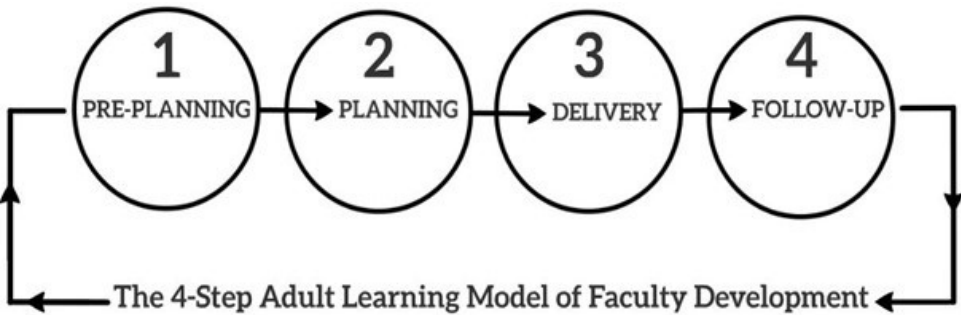 1
PRE-PLANNING
2
PLANNING
3
DELIVERY
4
FOLLOW-UP
The 4-Step Adult Learning Model of Faculty Development